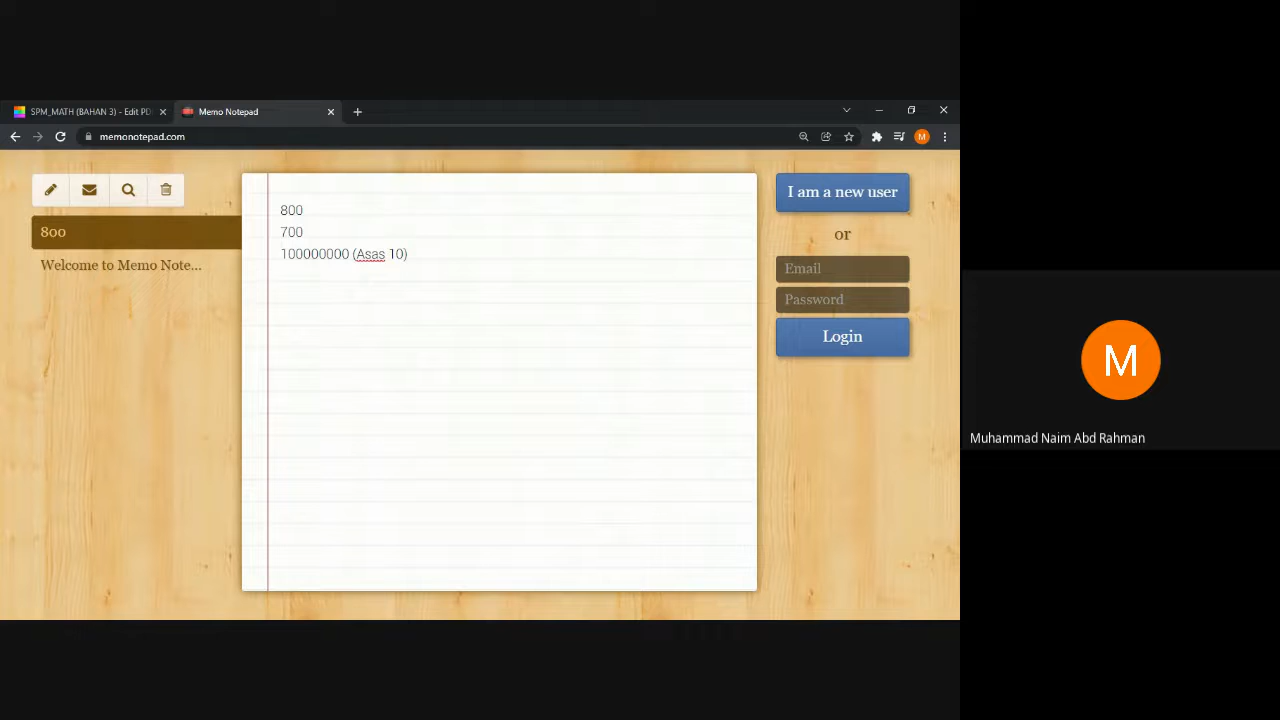 SPM_MATH (BAHAN 3) - Edit PD
Memo Notepad
memonotepad.com
M
800
Welcome to Memo Note...
800
700
100000000 (Asas 10)
I am a new user
or
Email
Password
Login
M
Muhammad Naim Abd Rahman